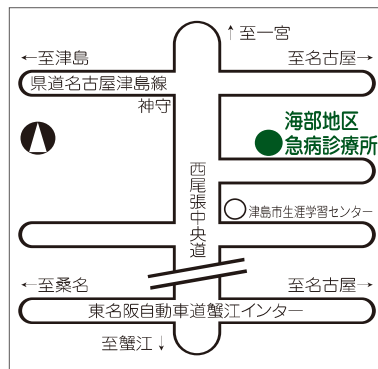 ↑至一宮
←至津島
至名古屋→
県道名古屋津島線
神守
海部地区
急病診療所
西尾張中央道
津島市生涯学習センター
←至桑名
至名古屋→
東名阪自動車道蟹江インター
至蟹江↓